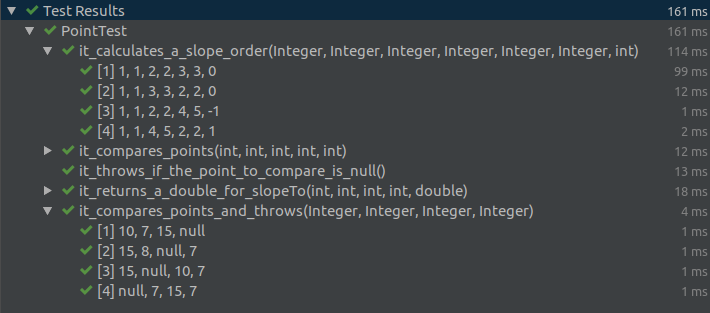 Test Results 161 ms
PointTest 161 ms
it_calculates_a_slope_order(Integer, Integer, Integer, Integer, Integer, Integer, int) 114 ms
[1] 1, 1, 2, 2, 3, 3, 0 99 ms
[2] 1, 1, 3, 3, 2, 2, 0 12 ms
[3] 1, 1, 2, 2, 4, 5, -1 1 ms
[4] 1, 1, 4, 5, 2, 2, 1 2 ms
it_compares_points(int, int, int, int, int) 12 ms
it_throws_if_the_point_to_compare_is_null() 13 ms
it_returns_a_double_for_slopeTo(int, int, int, int, double) 18 ms
it_compares_points_and_throws(Integer, Integer, Integer, Integer) 4 ms
[1] 10, 7, 15, null 1 ms
[2] 15, 8, null, 7 1 ms
[3] 15, null, 10, 7 1 ms
[4] null, 7, 15, 7 1 ms